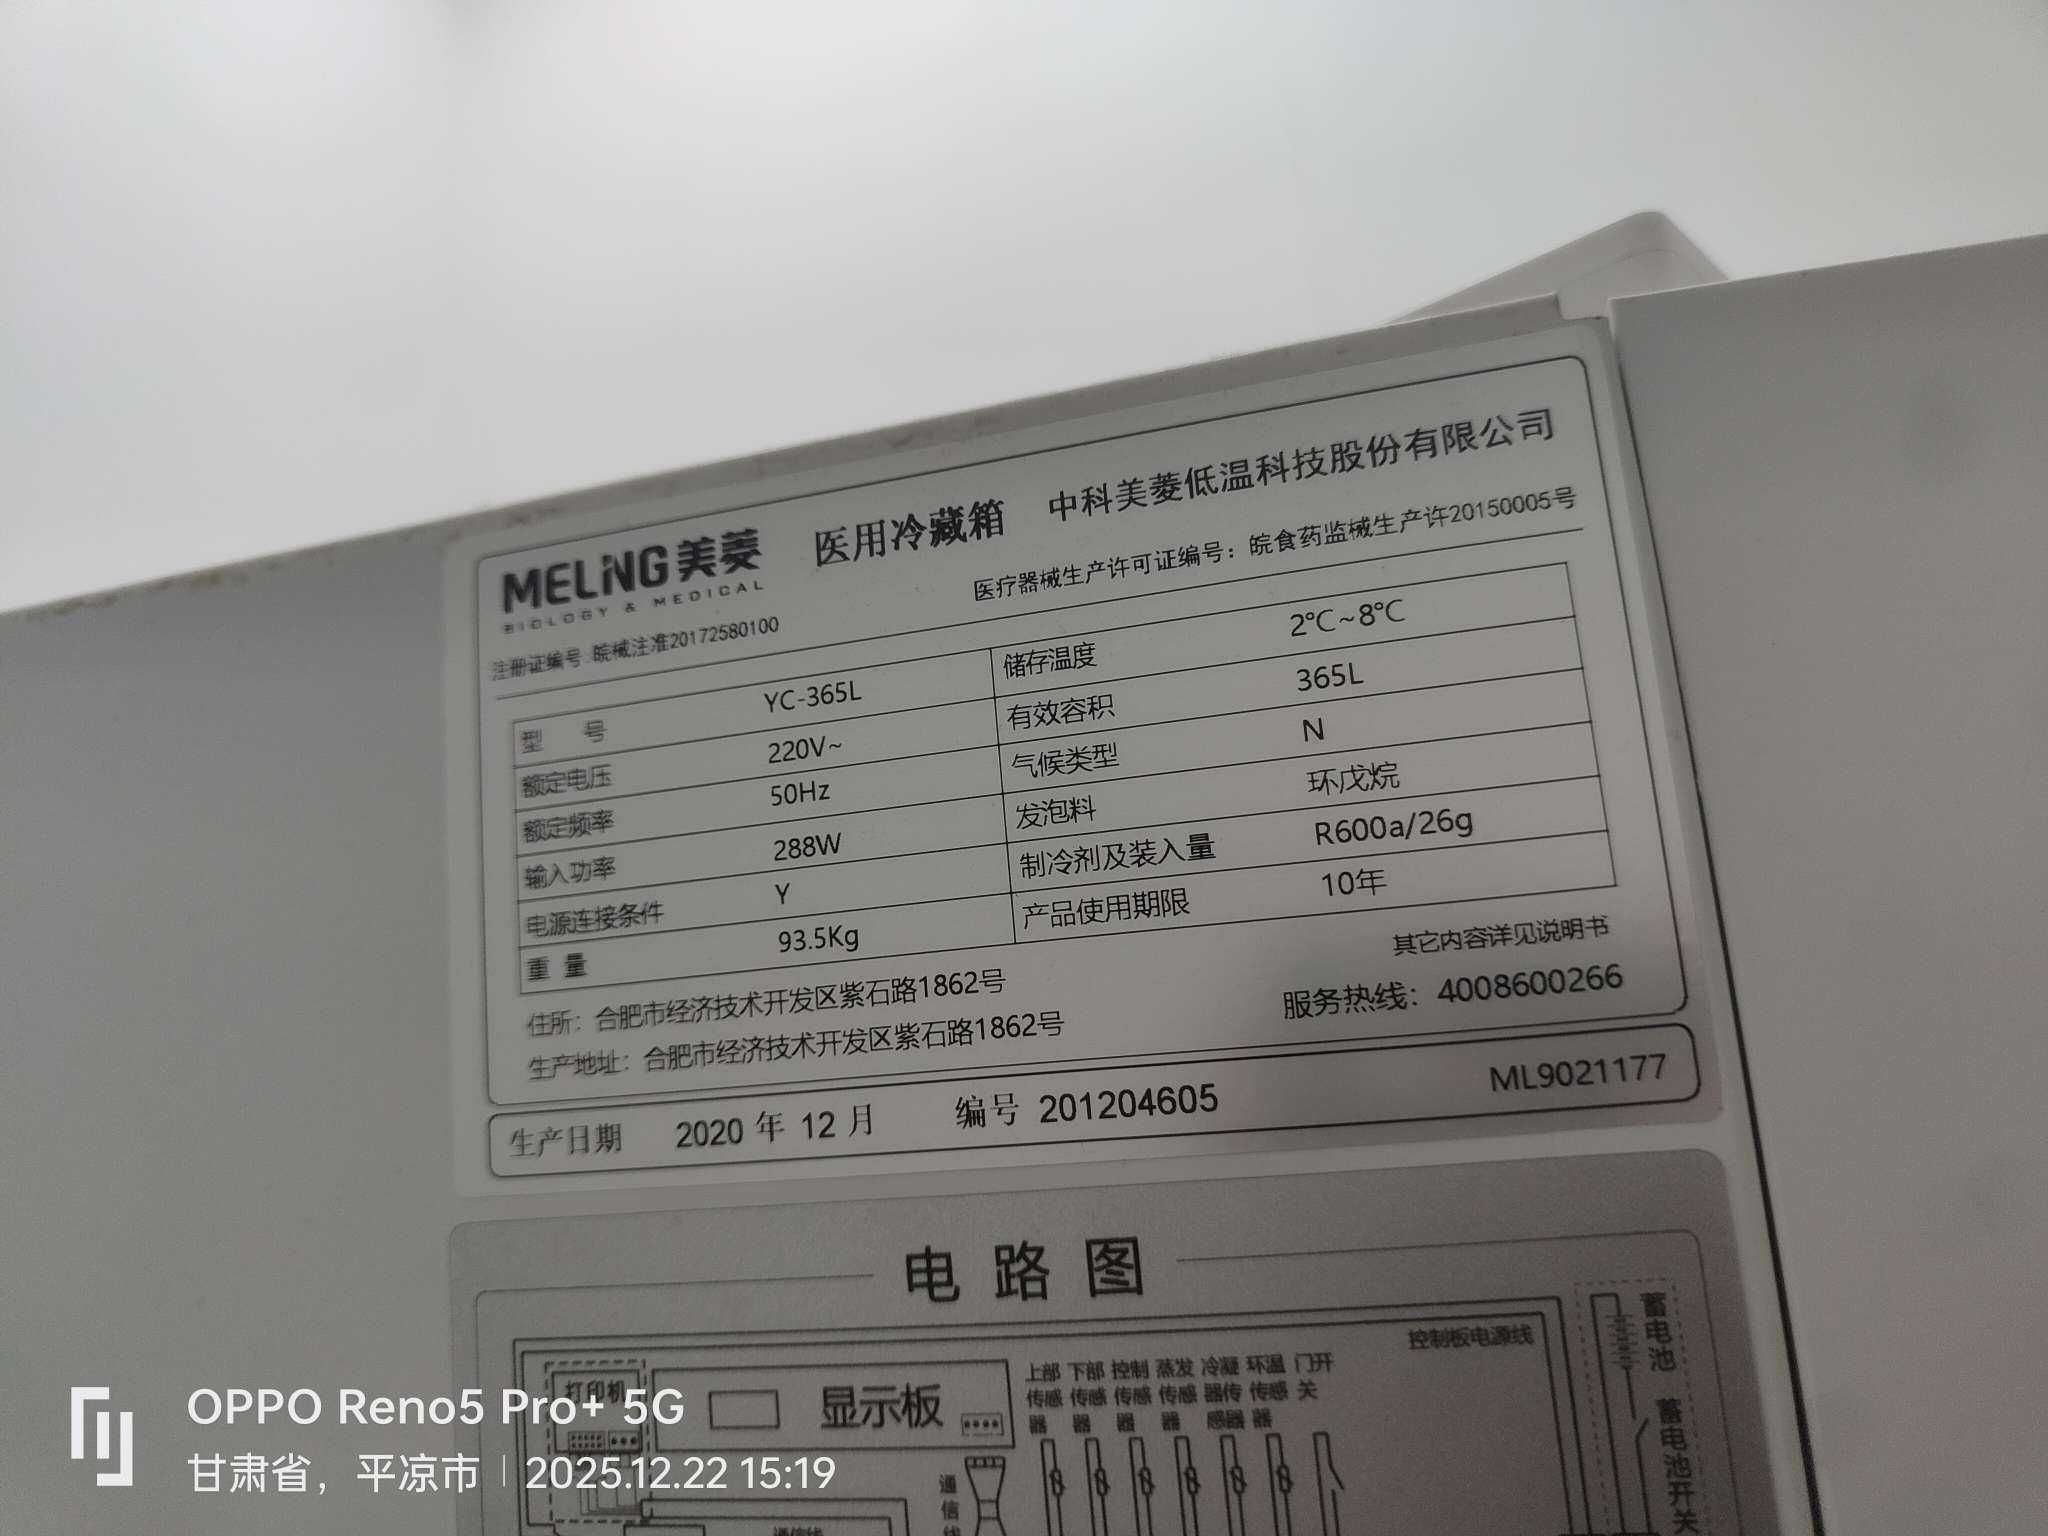 MELING美菱 医用冷藏箱 中科美菱低温科技股份有限公司
BIOLOGY & MEDICAL
注册证编号 皖械注准20172580100 医疗器械生产许可证编号：皖食药监械生产许20150005号
型 号 YC-365L 储存温度 2℃~8℃
额定电压 220V~ 有效容积 365L
额定频率 50Hz 气候类型 N
输入功率 288W 发泡料 环戊烷
电源连接条件 Y 制冷剂及装入量 R600a/26g
重 量 93.5Kg 产品使用期限 10年
其它内容详见说明书
住所：合肥市经济技术开发区紫石路1862号
生产地址：合肥市经济技术开发区紫石路1862号
服务热线：4008600266
生产日期 2020 年 12 月 编号 201204605 ML9021177
电路图
控制板电源线
蓄电池
蓄电池开关
打印机
显示板
上部传感器
下部传感器
控制传感器
蒸发传感器
冷凝器传感器
环温传感器
门开关
通信线
通信线
OPPO Reno5 Pro+ 5G
甘肃省，平凉市 | 2025.12.22 15:19